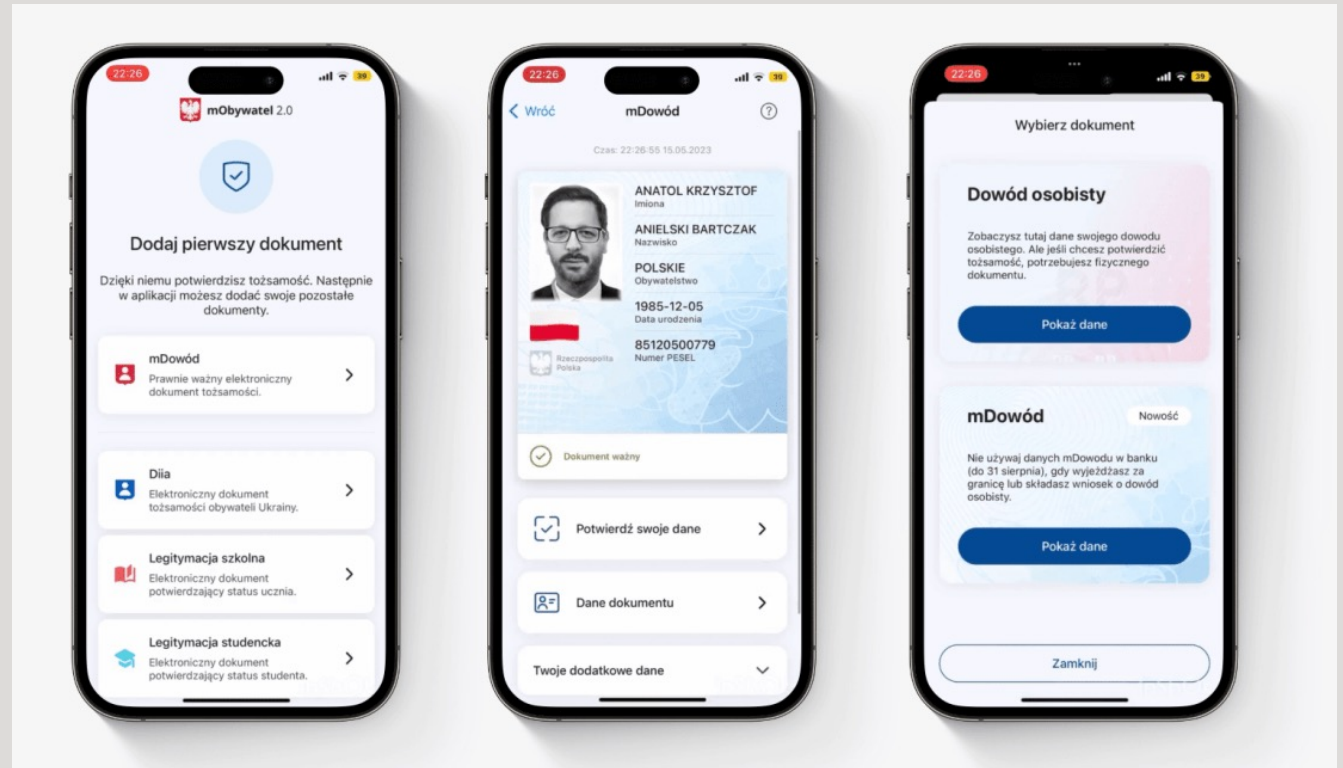 22:26
39
mObywatel 2.0
Dodaj pierwszy dokument
Dzięki niemu potwierdzisz tożsamość. Następnie
w aplikacji możesz dodać swoje pozostałe
dokumenty.
mDowód
Prawnie ważny elektroniczny
dokument tożsamości.
Diia
Elektroniczny dokument
tożsamości obywateli Ukrainy.
Legitymacja szkolna
Elektroniczny dokument
potwierdzający status ucznia.
Legitymacja studencka
Elektroniczny dokument
potwierdzający status studenta.
22:26
39
Wróć mDowód ?
Czas: 22:26:55 15.05.2023
ANATOL KRZYSZTOF
Imiona
ANIELSKI BARTCZAK
Nazwisko
POLSKIE
Obywatelstwo
1985-12-05
Data urodzenia
85120500779
Numer PESEL
Rzeczpospolita
Polska
Dokument ważny
Potwierdź swoje dane
Dane dokumentu
Twoje dodatkowe dane
22:26
39
Wybierz dokument
Dowód osobisty
Zobaczysz tutaj dane swojego dowodu
osobistego. Ale jeśli chcesz potwierdzić
tożsamość, potrzebujesz fizycznego
dokumentu.
RP
Pokaż dane
mDowód Nowość
Nie używaj danych mDowodu w banku
(do 31 sierpnia), gdy wyjeżdżasz za
granicę lub składasz wniosek o dowód
osobisty.
Pokaż dane
Zamknij